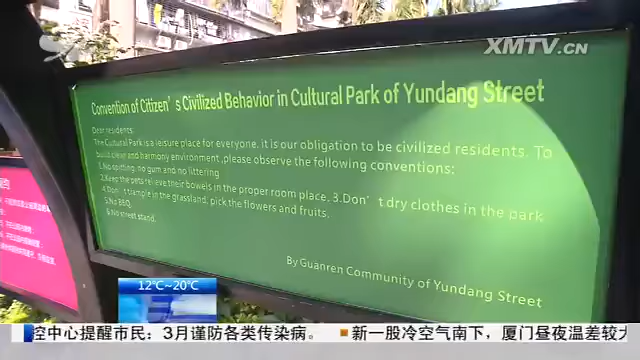 XMTV.CN
Convention of Citizen's Civilized Behavior in Cultural Park of Yundang Street
Dear residents:
The Cultural Park is a leisure place for everyone, it is our obligation to be civilized residents. To
build clean and harmony environment ,please observe the following conventions:
1.No spitting, no gum and no littering
2.Keep the pets relieve their bowels in the proper room place. 3.Don't dry clothes in the park
4.Don't trample in the grassland, pick the flowers and fruits.
5.No BBQ.
6.No street stand.
By Guanren Community of Yundang Street
12℃~20℃
控中心提醒市民：3月谨防各类传染病。 新一股冷空气南下，厦门昼夜温差较大